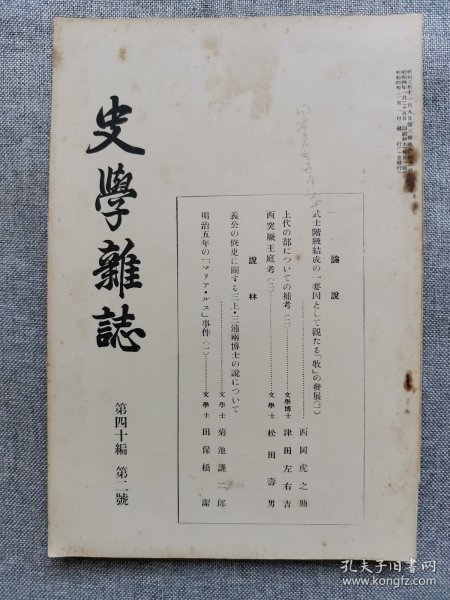 史學雜誌
第四十編 第二號
論說
武士階級結成の一要因として觀たる「牧」の發展(一)
西岡虎之助
上代の部についての補考(二)
文學博士 津田左右吉
西突厥王庭考(二)
文學士 松田壽男
說林
義公の修史に關する三上・三浦兩博士の說について
文學士 菊池謙二郎
明治五年の「マリア・ルズ」事件(一)
文學士 田保橋潔
孔夫子旧书网
www.kongfz.com